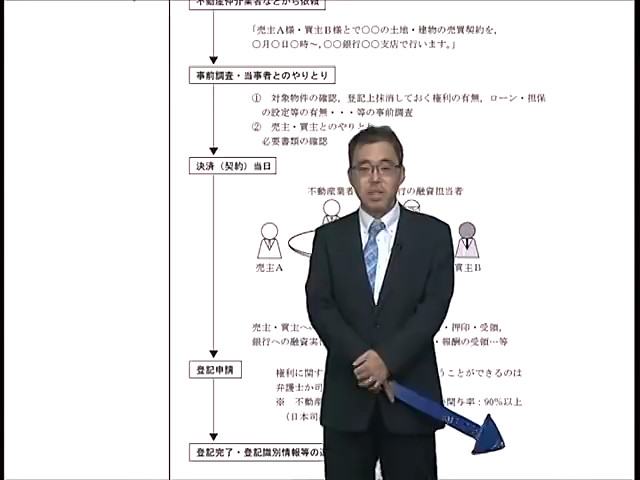 不動産仲介業者などから依頼
「売主A様・買主B様とで○○の土地・建物の売買契約を,
○月○日○時～, ○○銀行○○支店で行います。」
事前調査・当事者とのやりとり
① 対象物件の確認, 登記上抹消しておく権利の有無, ローン・担保
の設定等の有無・・・等の事前調査
② 売主・買主とのやりと
必要書類の確認
決済（契約）当日
不動産業者 行の融資担当者
売主A
買主B
売主・買主へ ・押印・受領,
銀行への融資実 ・報酬の受領…等
登記申請
権利に関す うことができるのは
弁護士か司
※ 不動産 関与率：90％以上
（日本司
登記完了・登記識別情報等の